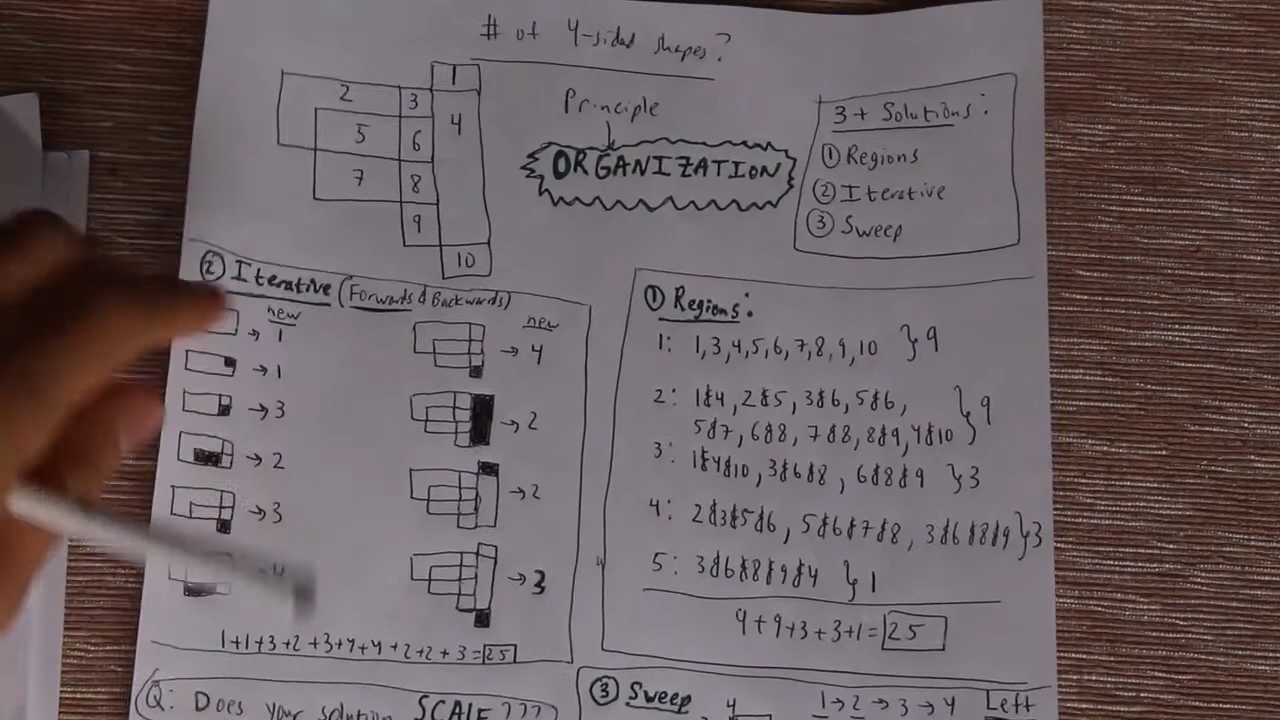 # of 4-sided shapes?
1
2
3
4
5
6
7
8
9
10
Principle
ORGANIZATION
3+ Solutions:
① Regions
② Iterative
③ Sweep
② Iterative (Forwards & Backwards)
new
→ 1
→ 1
→ 3
→ 2
→ 3
4
new
→ 4
→ 2
→ 2
→ 3
1+1+3+2+3+4+4+2+2+3=25
① Regions:
1: 1,3,4,5,6,7,8,9,10 } 9
2: 1&4, 2&5, 3&6, 5&6,
5&7, 6&8, 7&8, 8&9, 4&10 } 9
3: 1&4&10, 3&6&8, 6&8&9 } 3
4: 2&3&5&6, 5&6&7&8, 3&6&8&9 } 3
5: 3&6&8&9&4 } 1
9+9+3+3+1=25
Q: Does your solution SCALE???
③ Sweep
4
1→2→3→4 Left